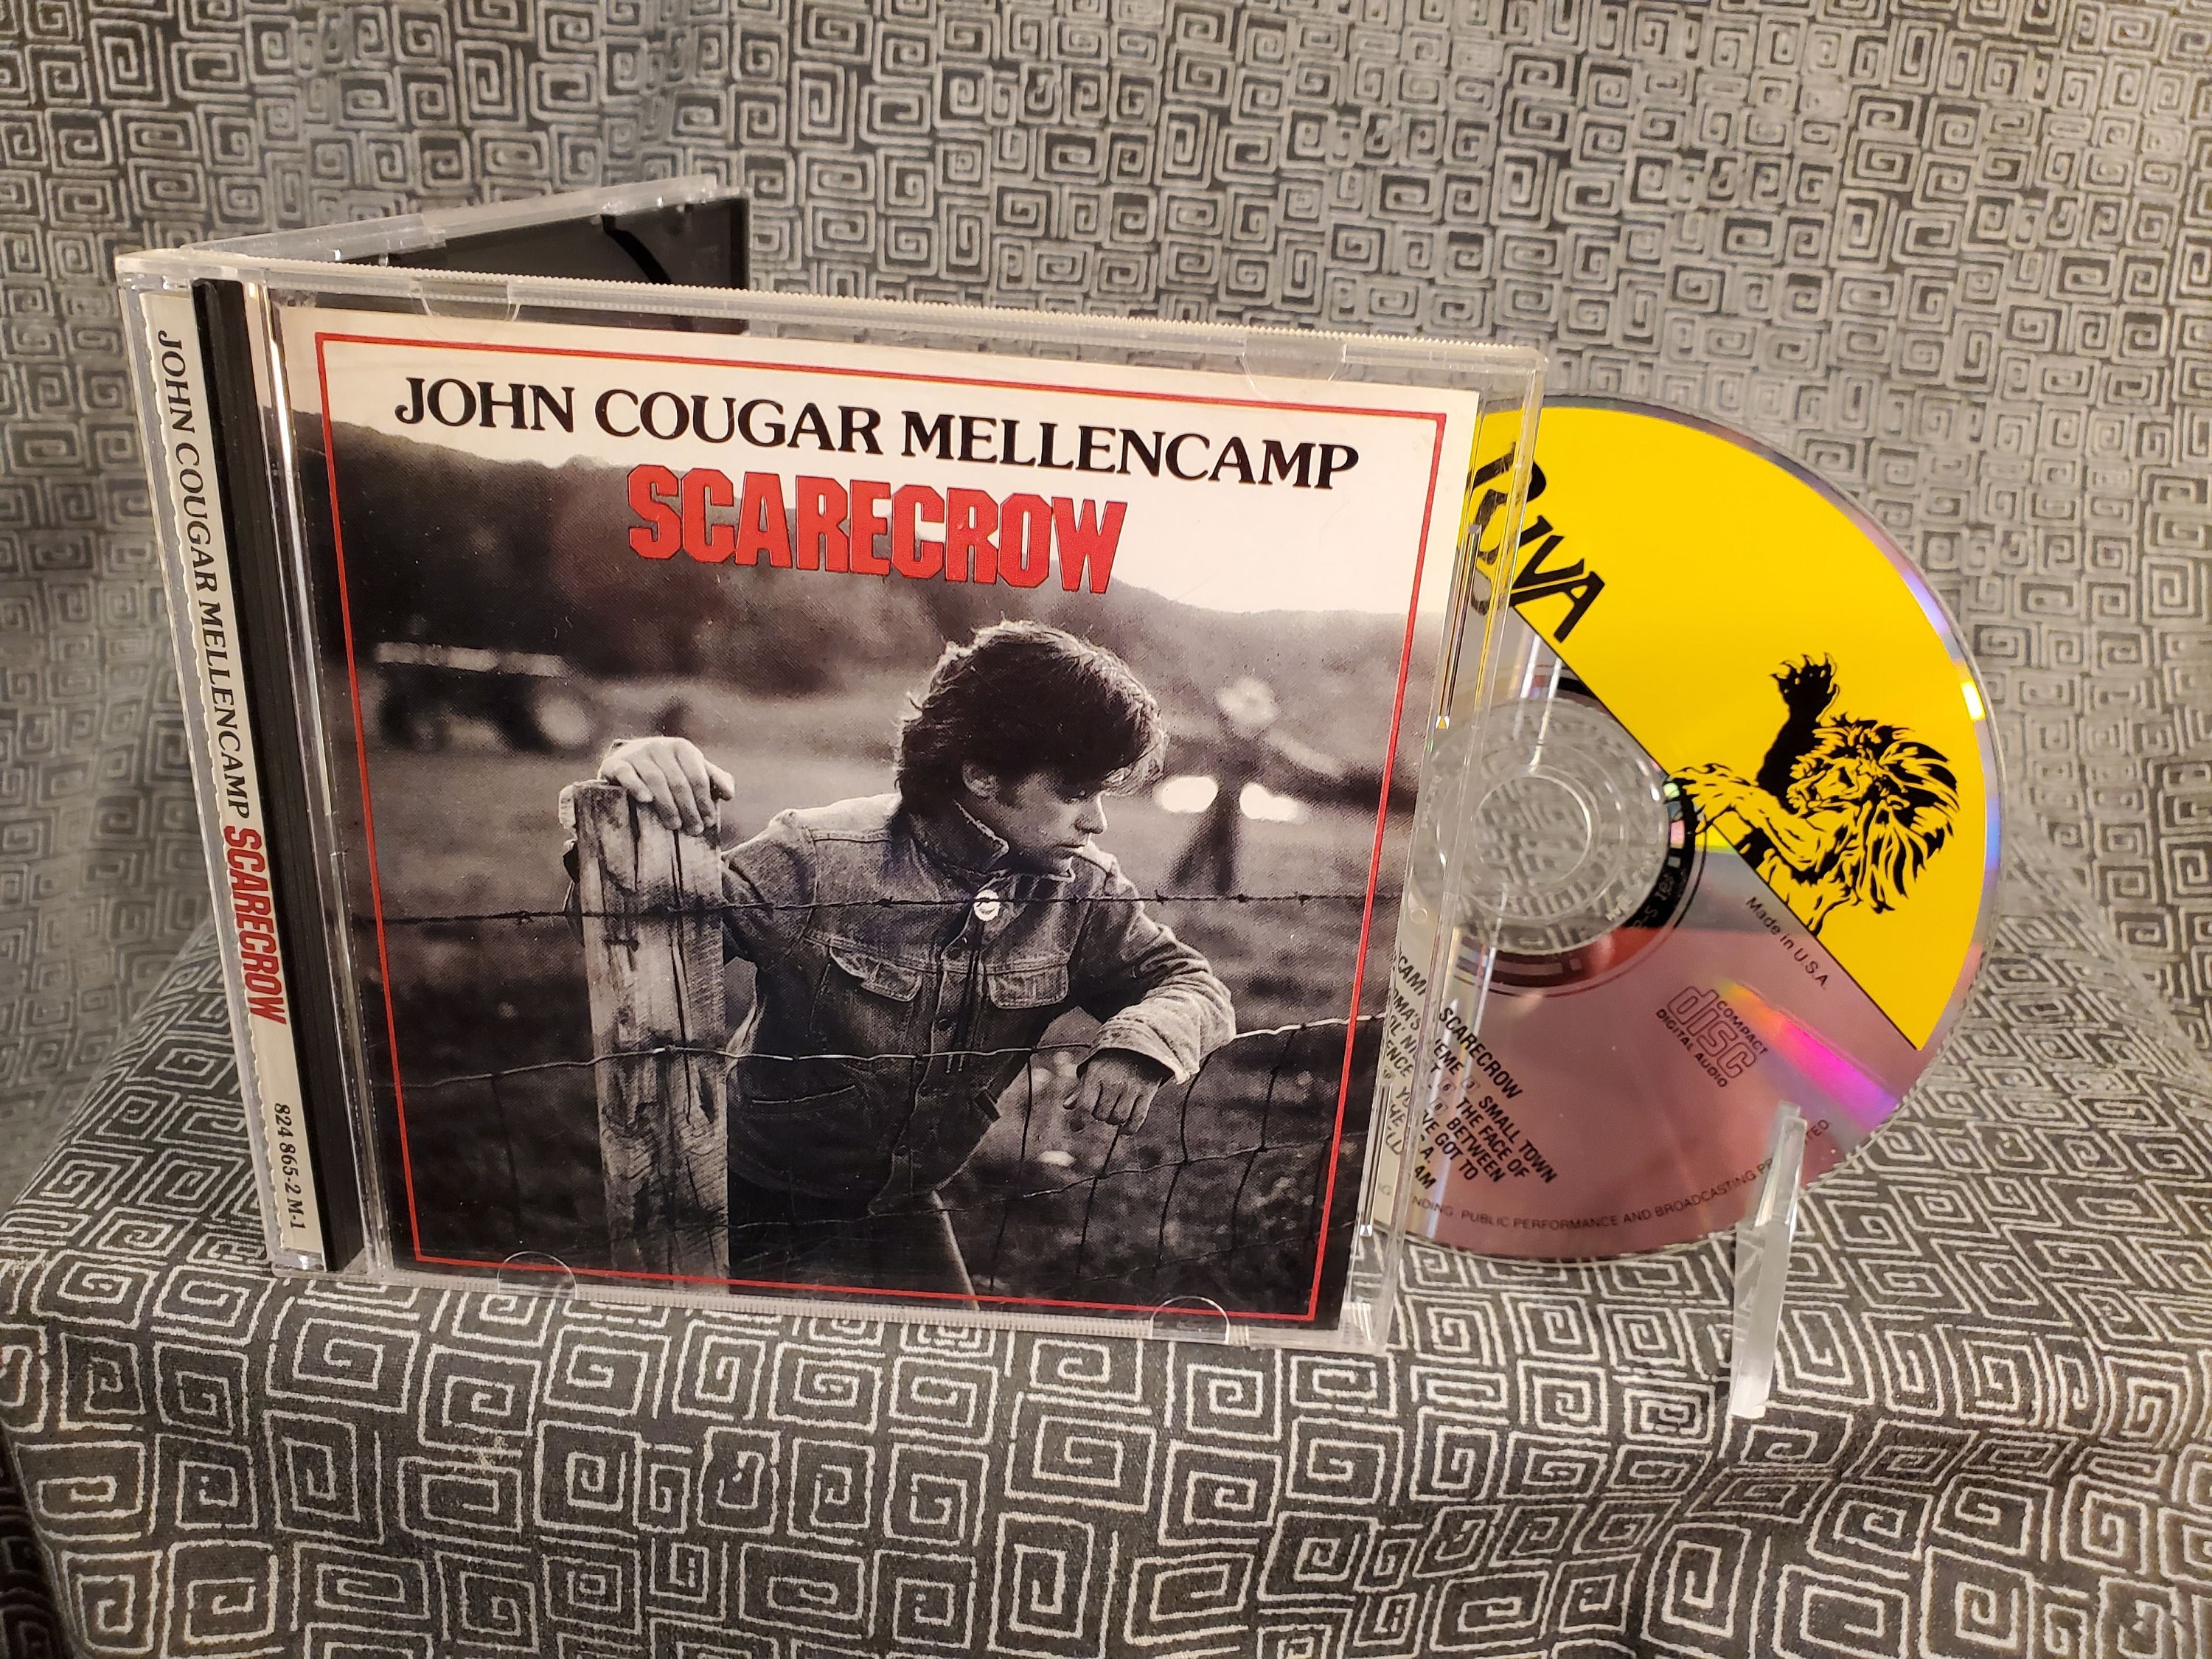 JOHN COUGAR MELLENCAMP
SCARECROW
JOHN COUGAR MELLENCAMP SCARECROW 824 865-2 M-1
RIVA
Made in U.S.A.
COMPACT
disc
DIGITAL AUDIO
SCARECROW
SMALL TOWN
THE FACE OF
BETWEEN
GOT TO
PUBLIC PERFORMANCE AND BROADCASTING